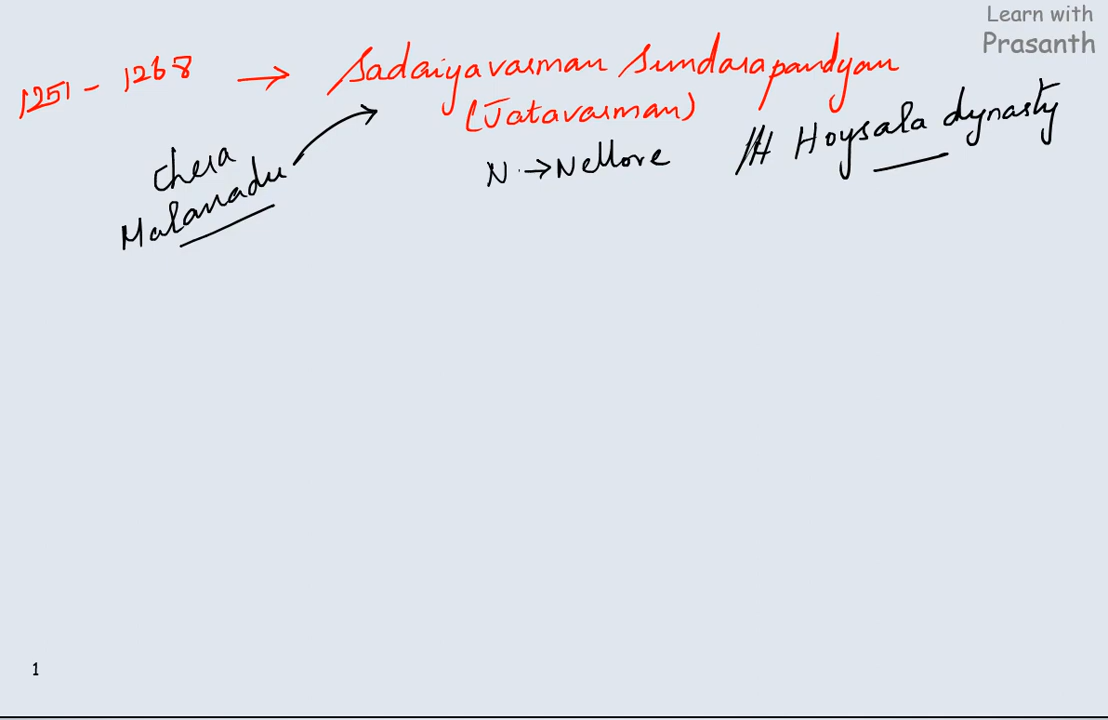 Learn with
Prasanth
1251 - 1268 → Sadaiyavarman Sundarapandyan
(Jatavarman)
Chera
Malanadu
N → Nellore
H Hoysala dynasty
1